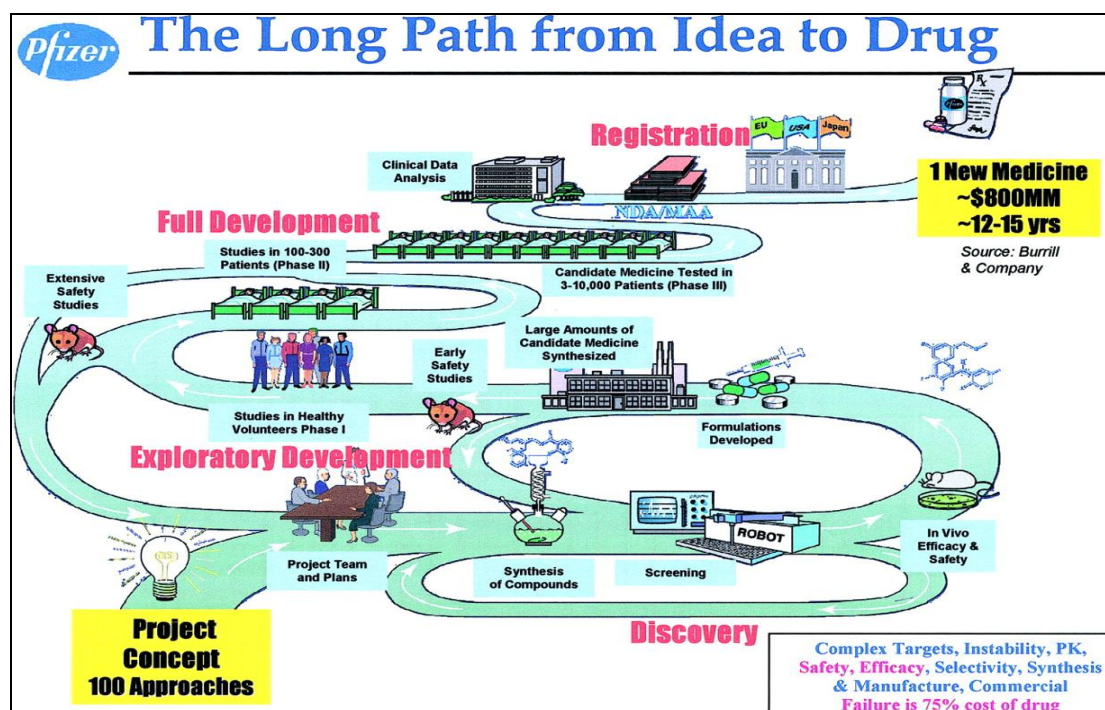 Pfizer
The Long Path from Idea to Drug
Rx
Registration
EU
USA
Japan
Clinical Data
Analysis
NDA/MAA
1 New Medicine
~$800MM
~12-15 yrs
Source: Burrill
& Company
Full Development
Studies in 100-300
Patients (Phase II)
Candidate Medicine Tested in
3-10,000 Patients (Phase III)
Extensive
Safety
Studies
Large Amounts of
Candidate Medicine
Synthesized
Early
Safety
Studies
Studies in Healthy
Volunteers Phase I
Formulations
Developed
Exploratory Development
Project Team
and Plans
Synthesis
of Compounds
Screening
ROBOT
In Vivo
Efficacy &
Safety
Project
Concept
100 Approaches
Discovery
Complex Targets, Instability, PK,
Safety, Efficacy, Selectivity, Synthesis
& Manufacture, Commercial
Failure is 75% cost of drug